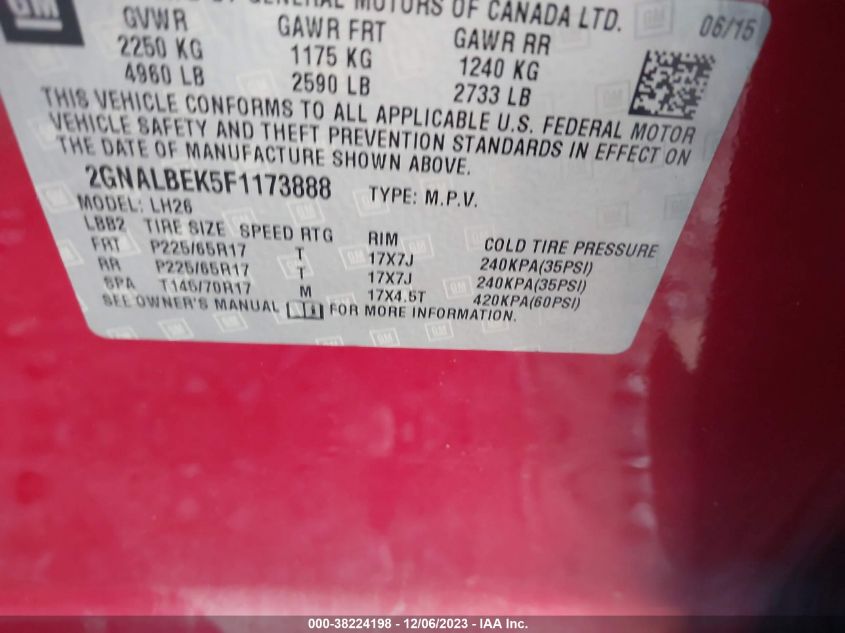 GM
GENERAL MOTORS OF CANADA LTD.
06/15
GVWR GAWR FRT GAWR RR
2250 KG 1175 KG 1240 KG
4960 LB 2590 LB 2733 LB
THIS VEHICLE CONFORMS TO ALL APPLICABLE U.S. FEDERAL MOTOR
VEHICLE SAFETY AND THEFT PREVENTION STANDARDS IN EFFECT ON
THE DATE OF MANUFACTURE SHOWN ABOVE.
2GNALBEK5F1173888 TYPE: M.P.V.
MODEL: LH26
LBB2 TIRE SIZE SPEED RTG RIM COLD TIRE PRESSURE
FRT P225/65R17 T 17X7J 240KPA(35PSI)
RR P225/65R17 T 17X7J 240KPA(35PSI)
SPA T145/70R17 M 17X4.5T 420KPA(60PSI)
SEE OWNER'S MANUAL FOR MORE INFORMATION.
000-38224198 - 12/06/2023 - IAA Inc.